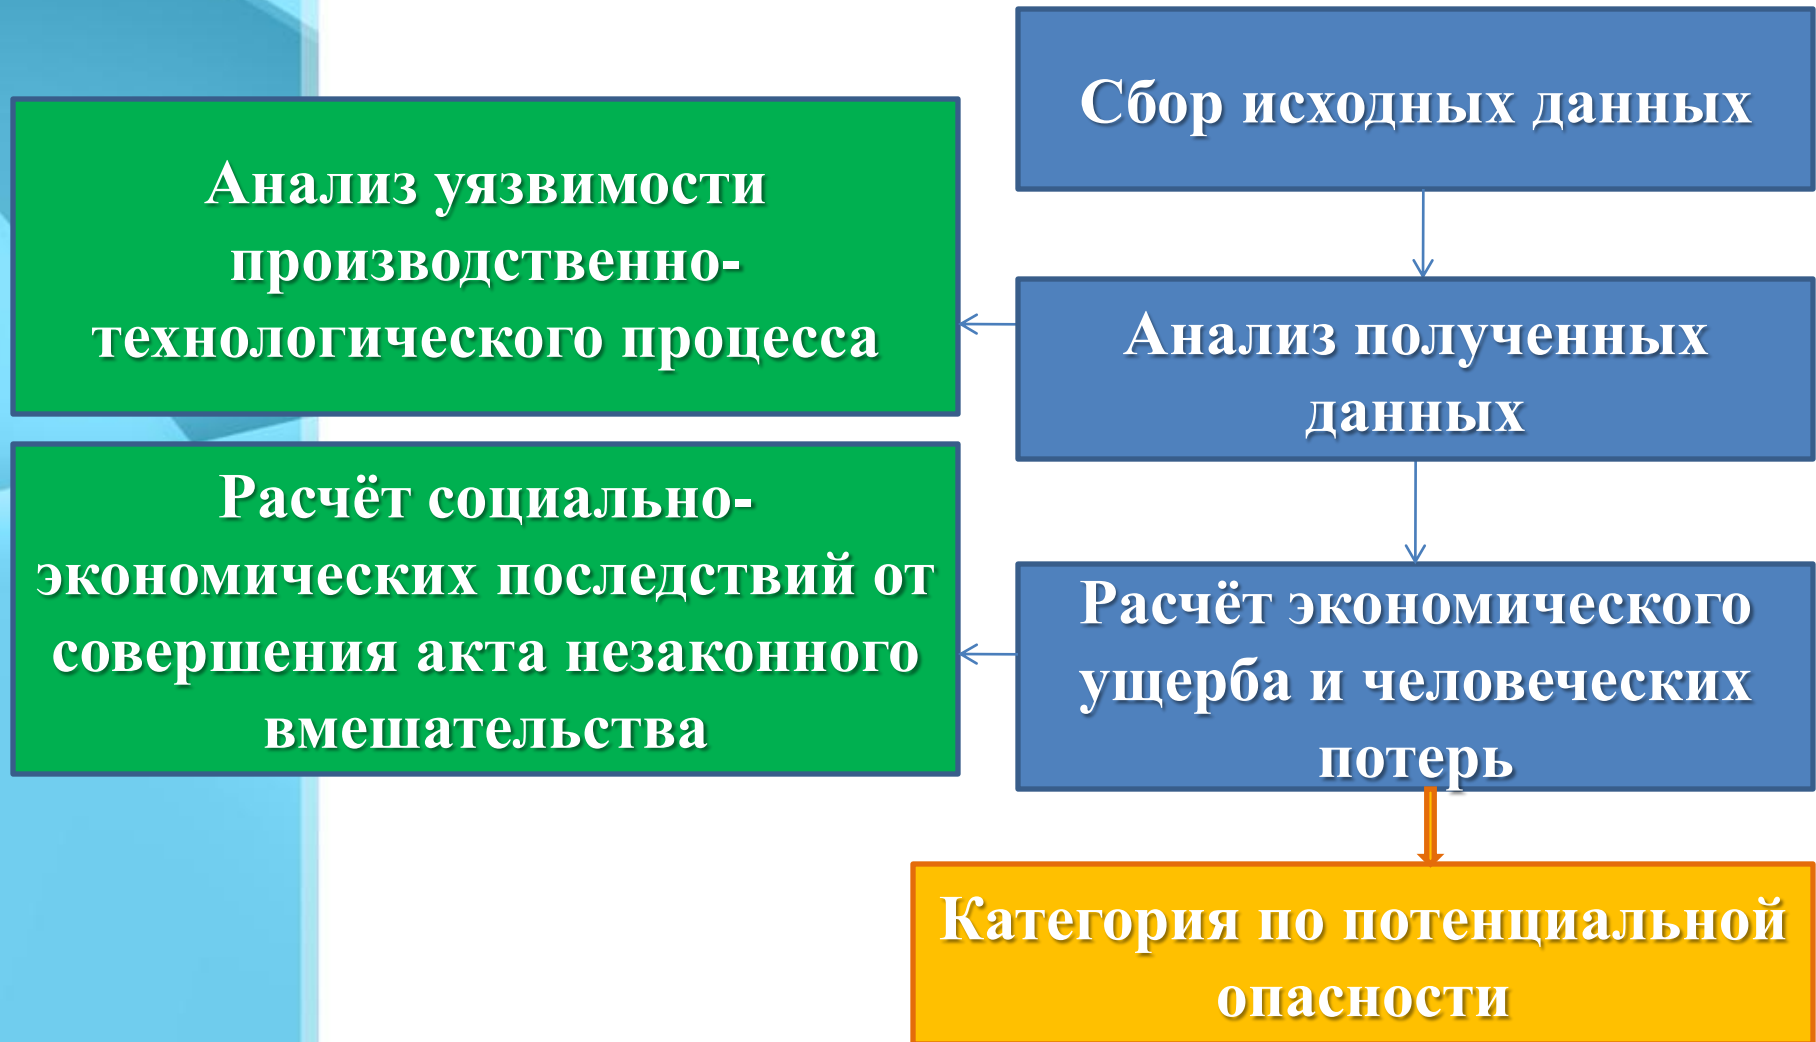 Сбор исходных данных
Анализ уязвимости
производственно-
технологического процесса
Анализ полученных
данных
Расчёт социально-
экономических последствий от
совершения акта незаконного
вмешательства
Расчёт экономического
ущерба и человеческих
потерь
Категория по потенциальной
опасности